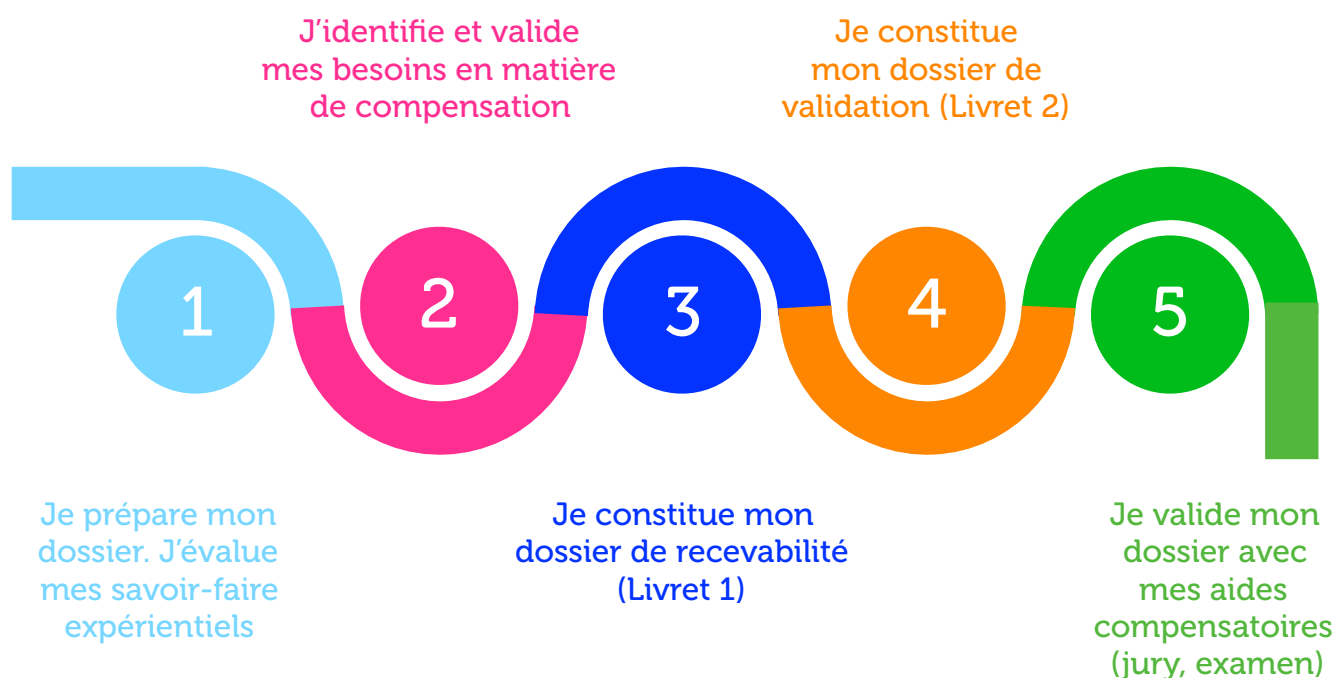 J’identifie et valide
mes besoins en matière
de compensation
Je constitue
mon dossier de
validation (Livret 2)
1
2
3
4
5
Je prépare mon
dossier. J’évalue
mes savoir-faire
expérientiels
Je constitue mon
dossier de recevabilité
(Livret 1)
Je valide mon
dossier avec
mes aides
compensatoires
(jury, examen)